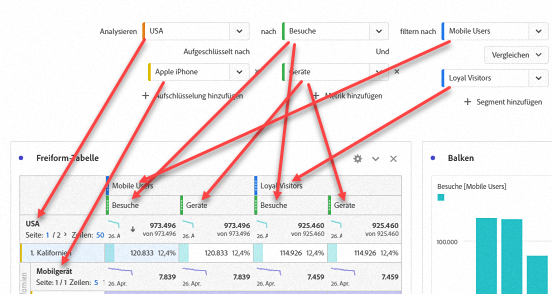 Analysieren USA nach Besuche filtern nach Mobile Users
Aufgeschlüsselt nach Und Vergleichen
Apple iPhone Geräte × Loyal Visitors
+ Aufschlüsselung hinzufügen + Metrik hinzufügen + Segment hinzufügen
Freiform-Tabelle
Balken
Mobile Users Loyal Visitors
Besuche Geräte Besuche Geräte
Besuche [Mobile Users]
USA
Seite: 1 / 2 > Zeilen: 50
973.496 973.496 925.460 925.460
26. A von 973.496 26. A von 973.496 26. A von 925.460 26. A von 925.460
1. Kalifornien 120.833 12,4% 120.833 12,4% 114.926 12,4% 114.926 12,4%
100.000
Mobilgerät
Seite: 1 / 1 Zeilen: 5
7.839 7.839 7.459 7.459
26. Apr. 26. Apr. 26. Apr. 26. Apr.